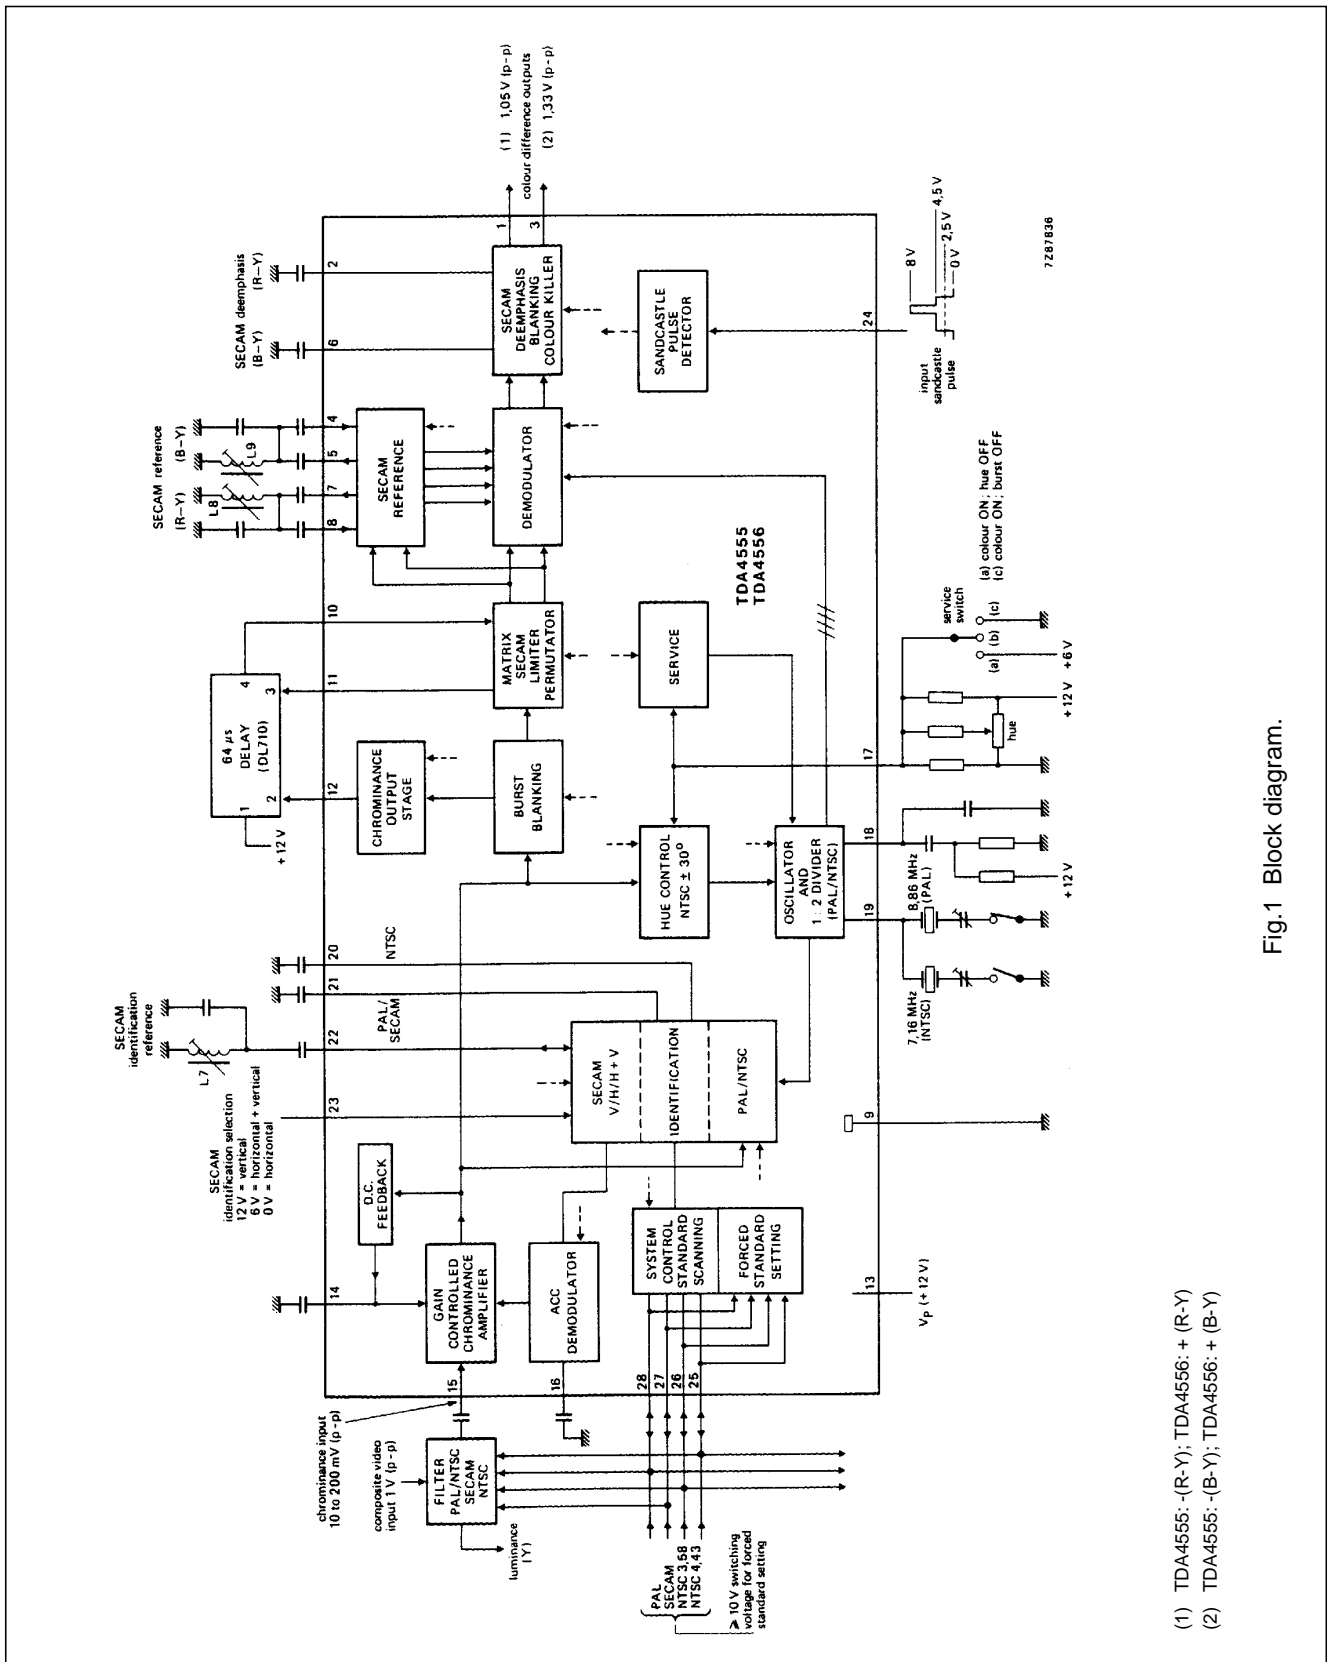 (1) 1,05 V (p-p)
colour difference outputs
(2) 1,33 V (p-p)
SECAM deemphasis
(B-Y)
(R-Y)
6
2
1
3
SECAM
DEEMPHASIS
BLANKING
COLOUR KILLER
SANDCASTLE
PULSE
DETECTOR
24
input
sandcastle
pulse
8 V
4,5 V
2,5 V
0 V
7Z87836
SECAM reference
(R-Y)
(B-Y)
L8
L9
8
7
5
4
SECAM
REFERENCE
DEMODULATOR
TDA4555
TDA4556
64 µs
DELAY
(DL710)
1
2
4
3
+12V
12
11
10
CHROMINANCE
OUTPUT
STAGE
BURST
BLANKING
MATRIX
SECAM
LIMITER
PERMUTATOR
SERVICE
HUE CONTROL
NTSC ± 30°
OSCILLATOR
AND
1 : 2 DIVIDER
(PAL/NTSC)
17
18
19
service
switch
(a)
(b)
(c)
(a) colour ON; hue OFF
(c) colour ON; burst OFF
+6 V
+12 V
hue
+12V
8,86 MHz
(PAL)
7,16 MHz
(NTSC)
SECAM
identification
reference
L7
22
PAL/
SECAM
21
20
NTSC
SECAM
identification selection
12 V = vertical
6 V = horizontal + vertical
0 V = horizontal
23
SECAM
V/H/H + V
IDENTIFICATION
PAL/NTSC
9
D.C.
FEEDBACK
14
GAIN
CONTROLLED
CHROMINANCE
AMPLIFIER
ACC
DEMODULATOR
SYSTEM
CONTROL
STANDARD
SCANNING
FORCED
STANDARD
SETTING
13
Vp (+12 V)
15
16
28
27
26
25
chrominance input
10 to 200 mV (p-p)
composite video
input 1 V (p-p)
FILTER
PAL/NTSC
SECAM
NTSC
luminance
(Y)
PAL
SECAM
NTSC 3,58
NTSC 4,43
⩾ 10 V switching
voltage for forced
standard setting
(1) TDA4555: -(R-Y); TDA4556: + (R-Y)
(2) TDA4555: -(B-Y); TDA4556: + (B-Y)
Fig.1 Block diagram.